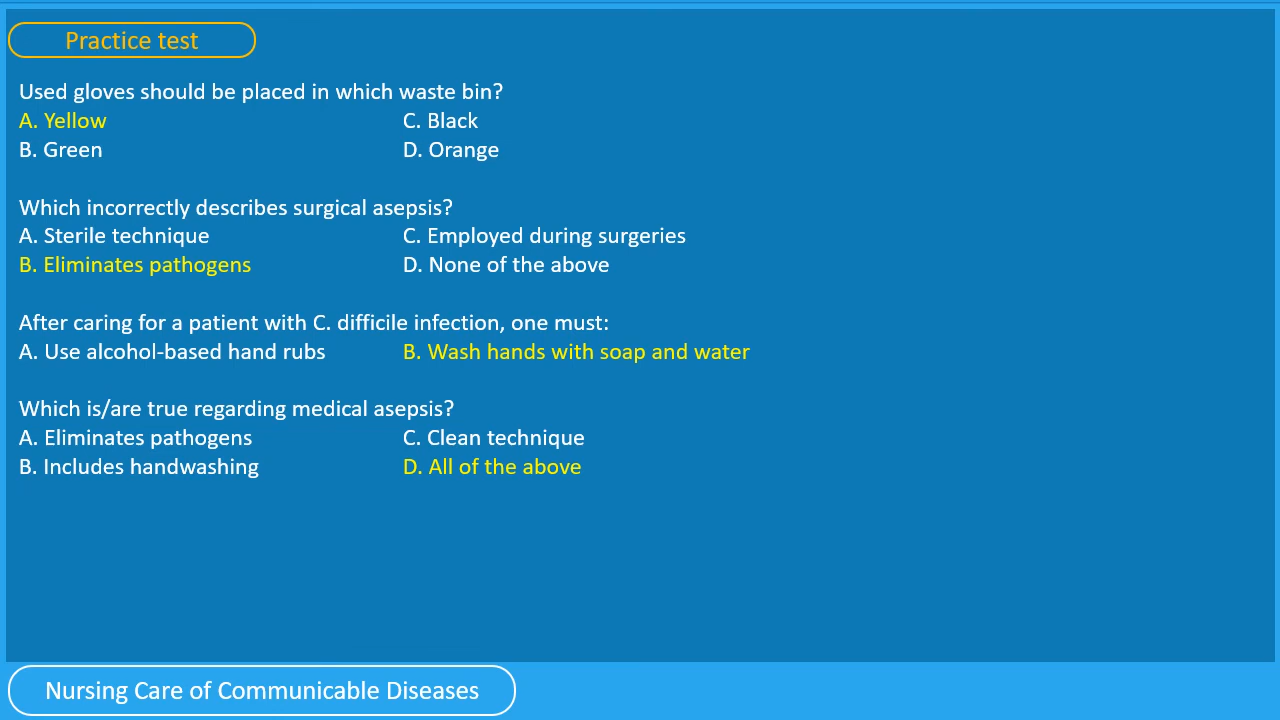 Practice test
Used gloves should be placed in which waste bin?
A. Yellow C. Black
B. Green D. Orange
Which incorrectly describes surgical asepsis?
A. Sterile technique C. Employed during surgeries
B. Eliminates pathogens D. None of the above
After caring for a patient with C. difficile infection, one must:
A. Use alcohol-based hand rubs B. Wash hands with soap and water
Which is/are true regarding medical asepsis?
A. Eliminates pathogens C. Clean technique
B. Includes handwashing D. All of the above
Nursing Care of Communicable Diseases